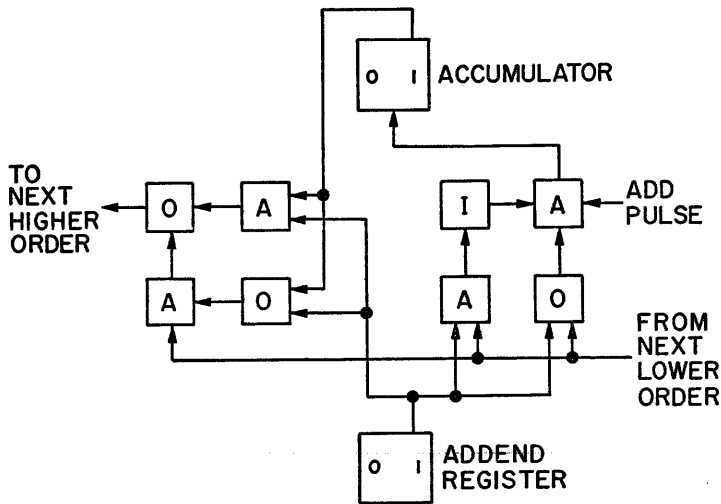 0 1 ACCUMULATOR
TO
NEXT
HIGHER
ORDER
O
A
I
A
ADD
PULSE
A
O
A
O
FROM
NEXT
LOWER
ORDER
0 1
ADDEND
REGISTER